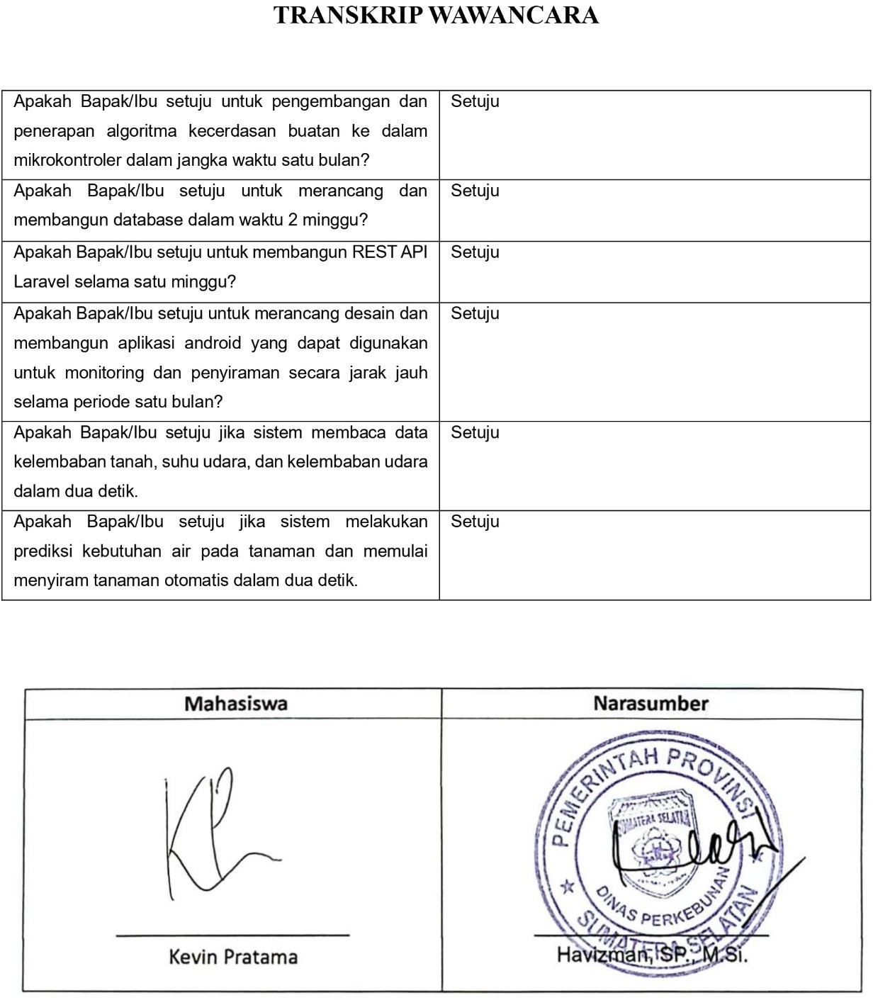 TRANSKRIP WAWANCARA
Apakah Bapak/Ibu setuju untuk pengembangan dan
penerapan algoritma kecerdasan buatan ke dalam
mikrokontroler dalam jangka waktu satu bulan?
Setuju
Apakah Bapak/Ibu setuju untuk merancang dan
membangun database dalam waktu 2 minggu?
Setuju
Apakah Bapak/Ibu setuju untuk membangun REST API
Laravel selama satu minggu?
Setuju
Apakah Bapak/Ibu setuju untuk merancang desain dan
membangun aplikasi android yang dapat digunakan
untuk monitoring dan penyiraman secara jarak jauh
selama periode satu bulan?
Setuju
Apakah Bapak/Ibu setuju jika sistem membaca data
kelembaban tanah, suhu udara, dan kelembaban udara
dalam dua detik.
Setuju
Apakah Bapak/Ibu setuju jika sistem melakukan
prediksi kebutuhan air pada tanaman dan memulai
menyiram tanaman otomatis dalam dua detik.
Setuju
Mahasiswa
Kevin Pratama
Narasumber
PEMERINTAH PROVINSI
SUMATERA SELATAN
DINAS PERKEBUNAN
SUMATERA SELATAN
Havizman, SP., M.Si.